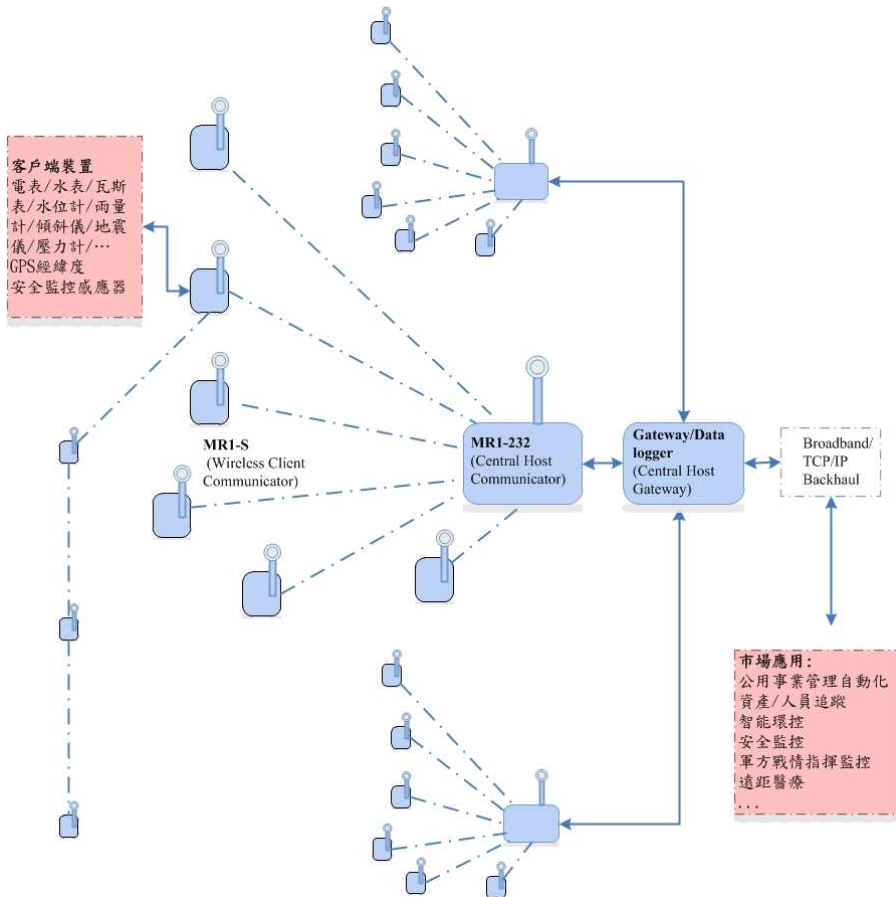 客戶端裝置
電表/水表/瓦斯
表/水位計/雨量
計/傾斜儀/地震
儀/壓力計/…
GPS經緯度
安全監控感應器
MR1-S
(Wireless Client
Communicator)
MR1-232
(Central Host
Communicator)
Gateway/Data
logger
(Central Host
Gateway)
Broadband/
TCP/IP
Backhaul
市場應用:
公用事業管理自動化
資產/人員追蹤
智能環控
安全監控
軍方戰情指揮監控
遠距醫療
...